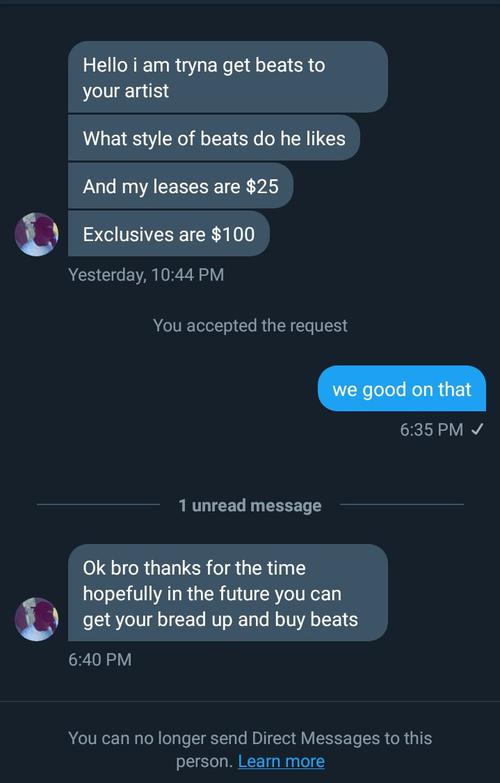 Hello i am tryna get beats to
your artist
What style of beats do he likes
And my leases are $25
Exclusives are $100
Yesterday, 10:44 PM
You accepted the request
we good on that
6:35 PM ✓
1 unread message
Ok bro thanks for the time
hopefully in the future you can
get your bread up and buy beats
6:40 PM
You can no longer send Direct Messages to this
person. Learn more